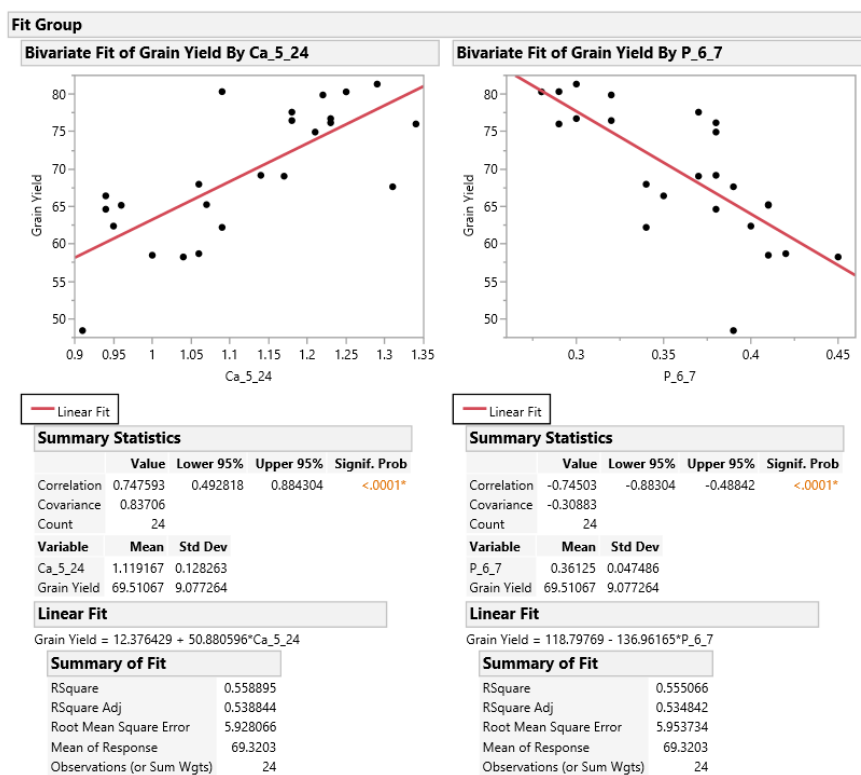 Fit Group
Bivariate Fit of Grain Yield By Ca_5_24
Grain Yield
80
75
70
65
60
55
50
0.9 0.95 1 1.05 1.1 1.15 1.2 1.25 1.3 1.35
Ca_5_24
Linear Fit
Summary Statistics
Value Lower 95% Upper 95% Signif. Prob
Correlation 0.747593 0.492818 0.884304 <.0001*
Covariance 0.83706
Count 24
Variable Mean Std Dev
Ca_5_24 1.119167 0.128263
Grain Yield 69.51067 9.077264
Linear Fit
Grain Yield = 12.376429 + 50.880596*Ca_5_24
Summary of Fit
RSquare 0.558895
RSquare Adj 0.538844
Root Mean Square Error 5.928066
Mean of Response 69.3203
Observations (or Sum Wgts) 24
Bivariate Fit of Grain Yield By P_6_7
Grain Yield
80
75
70
65
60
55
50
0.3 0.35 0.4 0.45
P_6_7
Linear Fit
Summary Statistics
Value Lower 95% Upper 95% Signif. Prob
Correlation -0.74503 -0.88304 -0.48842 <.0001*
Covariance -0.30883
Count 24
Variable Mean Std Dev
P_6_7 0.36125 0.047486
Grain Yield 69.51067 9.077264
Linear Fit
Grain Yield = 118.79769 - 136.96165*P_6_7
Summary of Fit
RSquare 0.555066
RSquare Adj 0.534842
Root Mean Square Error 5.953734
Mean of Response 69.3203
Observations (or Sum Wgts) 24